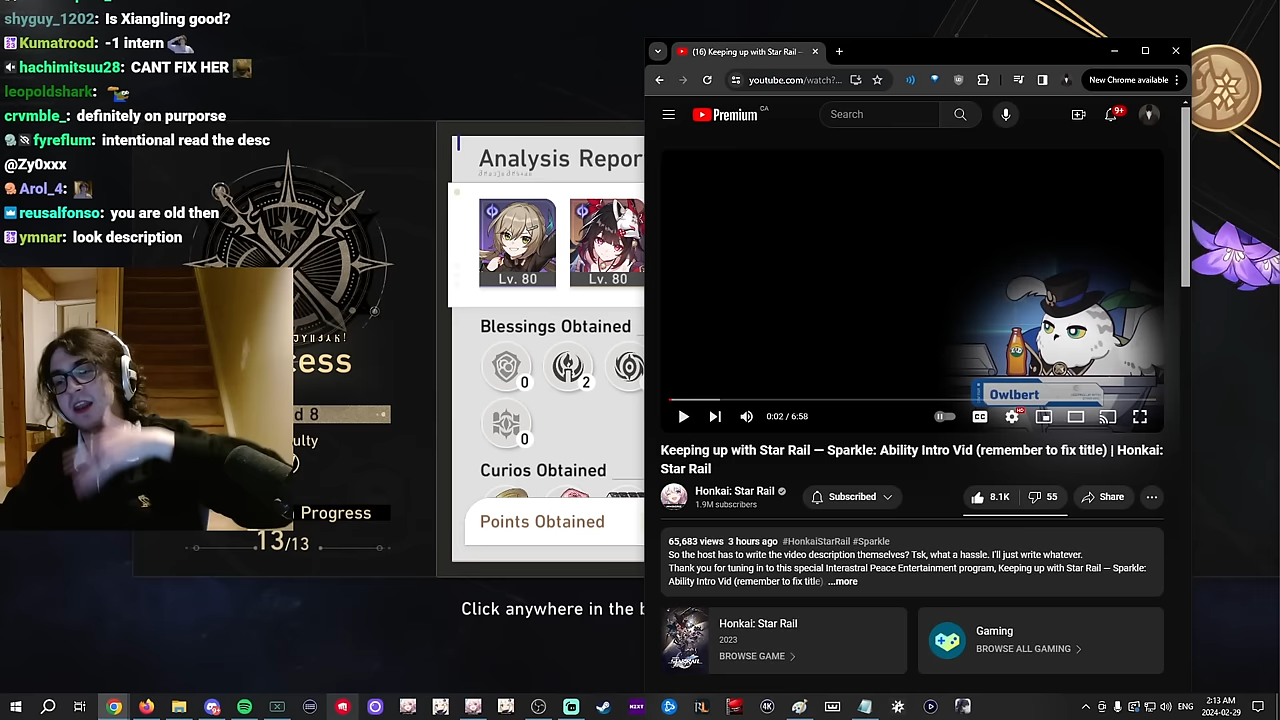 shyguy_1202: Is Xiangling good?
Kumatrood: -1 intern
hachimitsuu28: CANT FIX HER
leopoldshark:
crvmble_: definitely on purporse
fyreflum: intentional read the desc
@Zy0xxx
Arol_4:
reusalfonso: you are old then
ymnar: look description
cess
d 8
ulty
Progress
13/13
Analysis Repor
Lv. 80
Lv. 80
Blessings Obtained
0
2
0
Curios Obtained
Points Obtained
Click anywhere in the b
(16) Keeping up with Star Rail —
youtube.com/watch?...
New Chrome available
Premium
CA
Search
9+
Owlbert
0:02 / 6:58
CC
HD
Keeping up with Star Rail — Sparkle: Ability Intro Vid (remember to fix title) | Honkai:
Star Rail
Honkai: Star Rail
1.9M subscribers
Subscribed
8.1K
55
Share
65,683 views 3 hours ago #HonkaiStarRail #Sparkle
So the host has to write the video description themselves? Tsk, what a hassle. I'll just write whatever.
Thank you for tuning in to this special Interastral Peace Entertainment program, Keeping up with Star Rail — Sparkle:
Ability Intro Vid (remember to fix title) ...more
Honkai: Star Rail
2023
BROWSE GAME
Gaming
BROWSE ALL GAMING
N1XT
4K
ENG
2:13 AM
2024-02-29